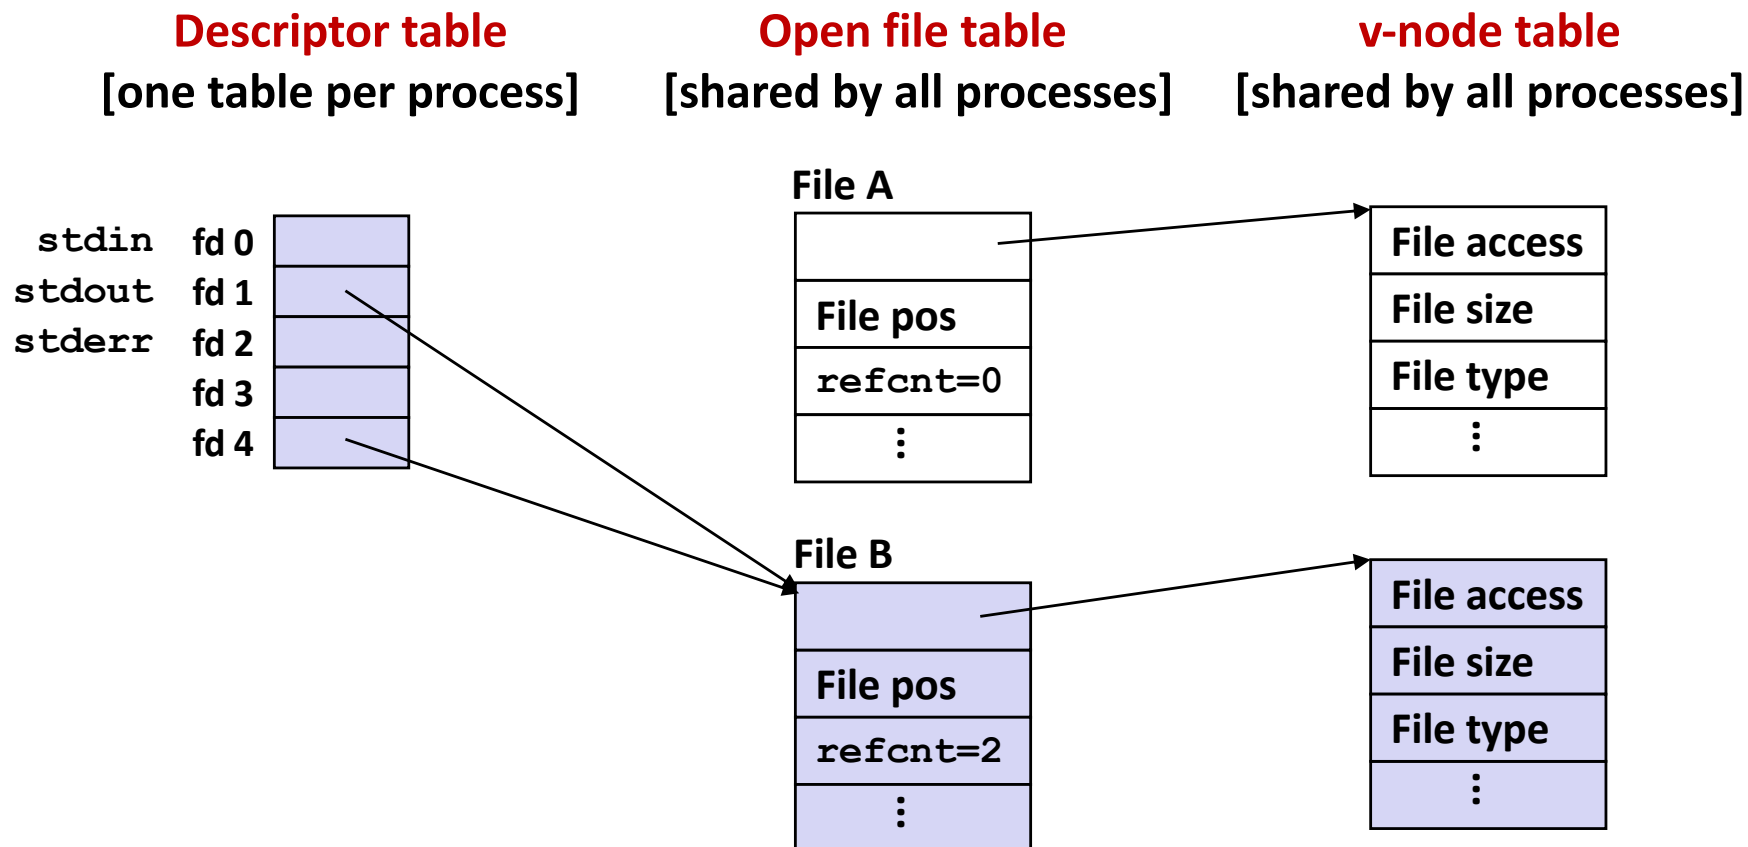 Descriptor table
[one table per process]
Open file table
[shared by all processes]
v-node table
[shared by all processes]
stdin fd 0
stdout fd 1
stderr fd 2
fd 3
fd 4
File A
File pos
refcnt=0
⋮
File access
File size
File type
⋮
File B
File pos
refcnt=2
⋮
File access
File size
File type
⋮